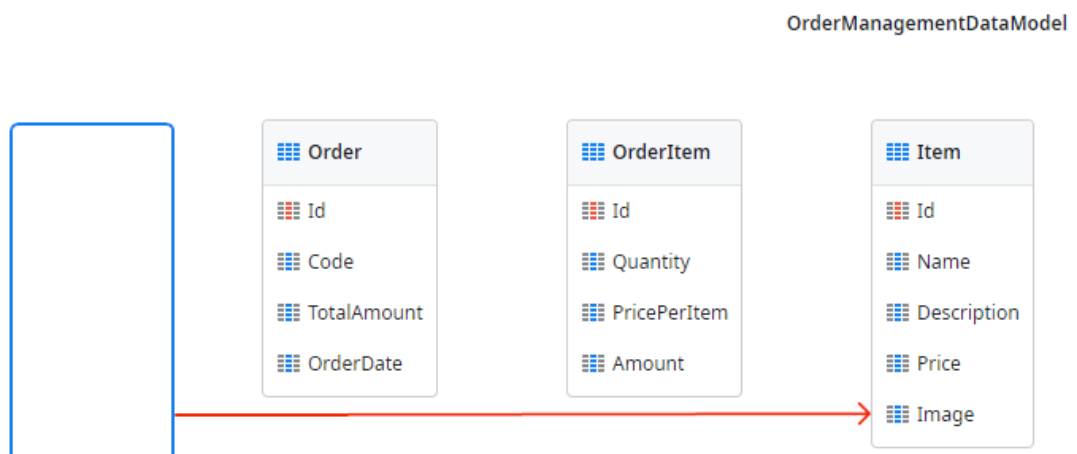 OrderManagementDataModel
Order
Id
Code
TotalAmount
OrderDate
OrderItem
Id
Quantity
PricePerItem
Amount
Item
Id
Name
Description
Price
Image